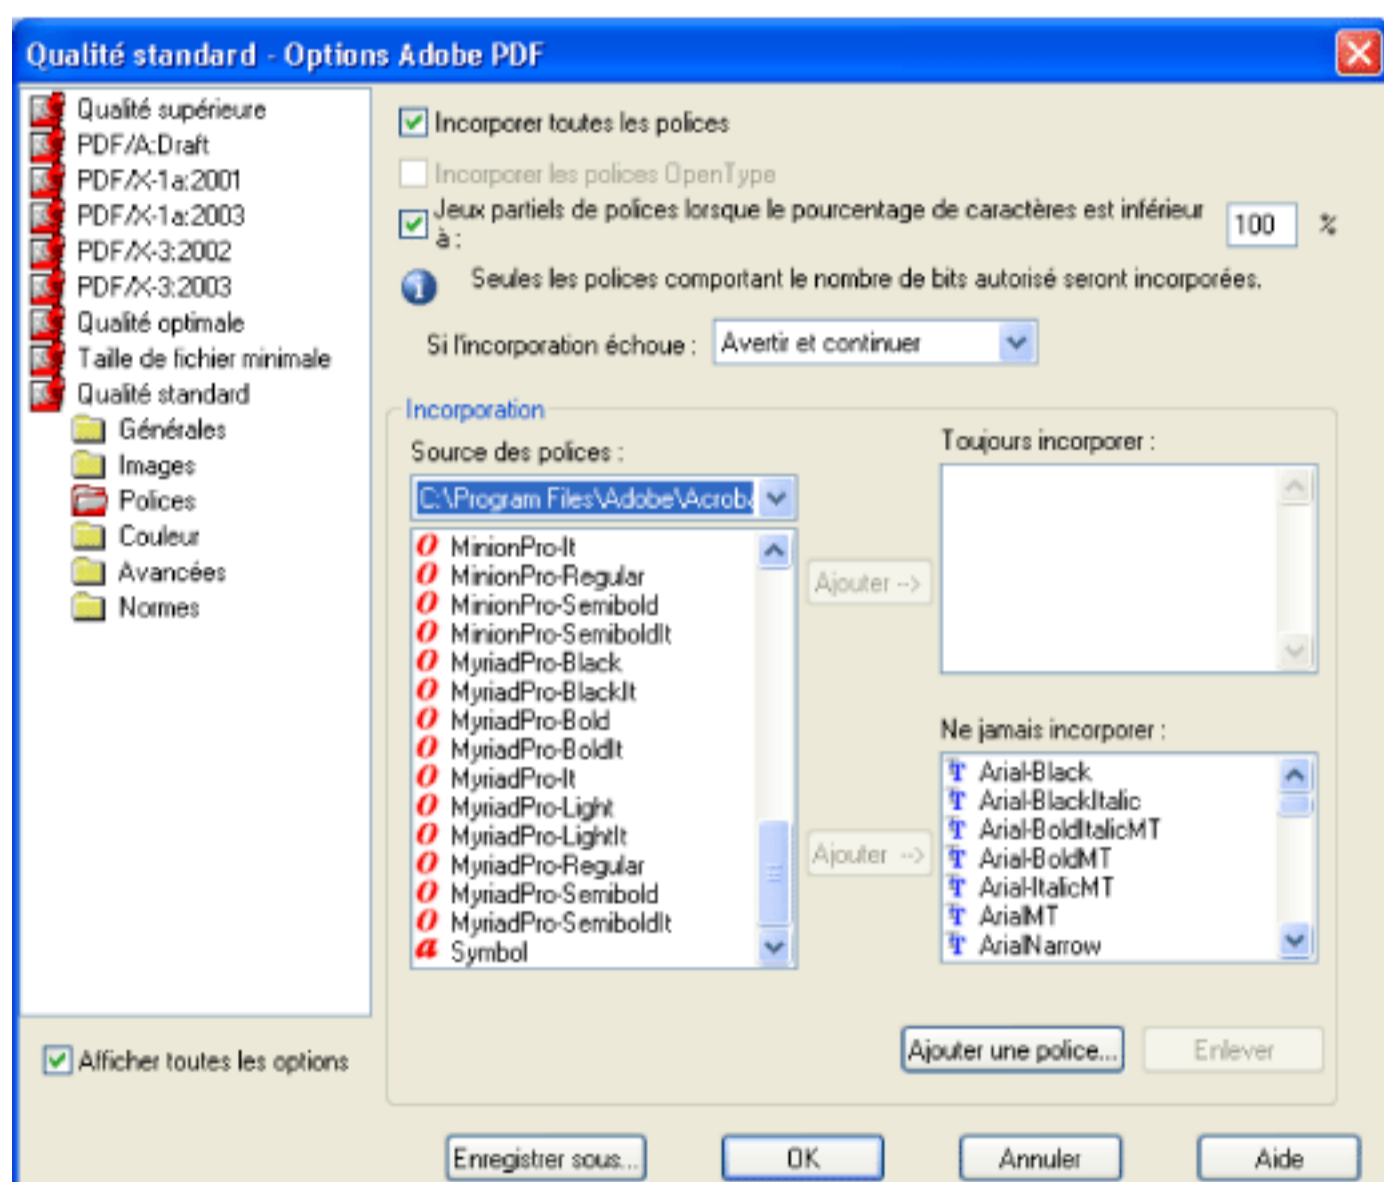 Qualité standard - Options Adobe PDF
Qualité supérieure
PDF/A:Draft
PDF/X-1a:2001
PDF/X-1a:2003
PDF/X-3:2002
PDF/X-3:2003
Qualité optimale
Taille de fichier minimale
Qualité standard
Générales
Images
Polices
Couleur
Avancées
Normes
Afficher toutes les options
Incorporer toutes les polices
Incorporer les polices OpenType
Jeux partiels de polices lorsque le pourcentage de caractères est inférieur
à :
100 %
Seules les polices comportant le nombre de bits autorisé seront incorporées.
Si l'incorporation échoue : Avertir et continuer
Incorporation
Source des polices :
C:\Program Files\Adobe\Acroba
MinionPro-It
MinionPro-Regular
MinionPro-Semibold
MinionPro-SemiboldIt
MyriadPro-Black
MyriadPro-BlackIt
MyriadPro-Bold
MyriadPro-BoldIt
MyriadPro-It
MyriadPro-Light
MyriadPro-LightIt
MyriadPro-Regular
MyriadPro-Semibold
MyriadPro-SemiboldIt
Symbol
Ajouter -->
Ajouter -->
Toujours incorporer :
Ne jamais incorporer :
Arial-Black
Arial-BlackItalic
Arial-BoldItalicMT
Arial-BoldMT
Arial-ItalicMT
ArialMT
ArialNarrow
Ajouter une police...
Enlever
Enregistrer sous...
OK
Annuler
Aide